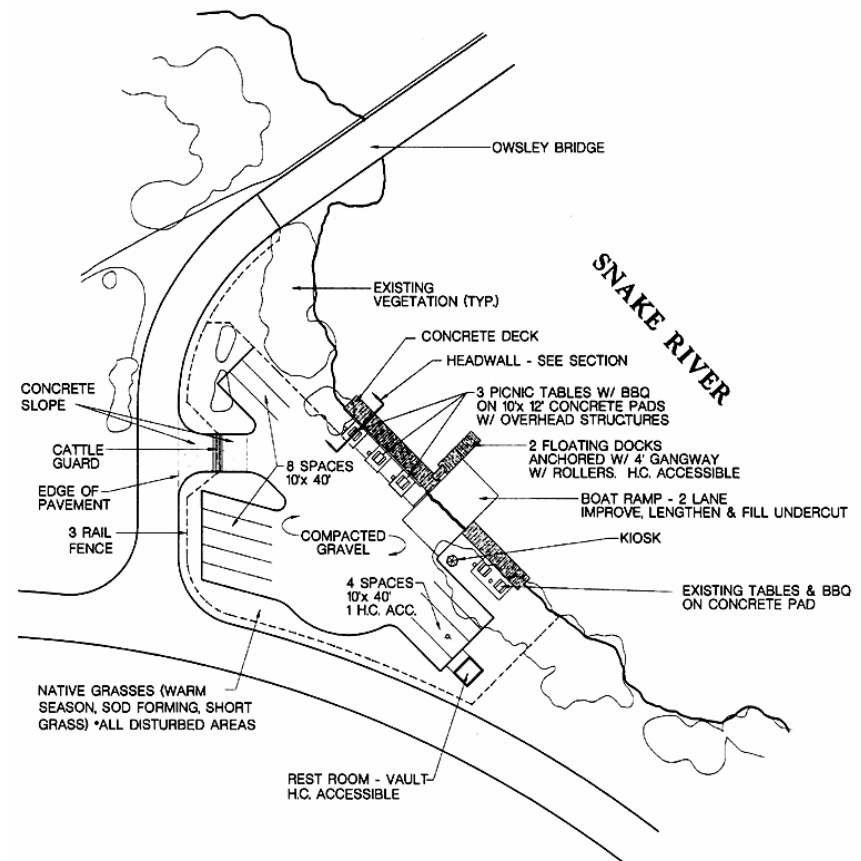 OWSLEY BRIDGE
SNAKE RIVER
EXISTING
VEGETATION (TYP.)
CONCRETE DECK
HEADWALL - SEE SECTION
CONCRETE
SLOPE
3 PICNIC TABLES W/ BBQ
ON 10'x 12' CONCRETE PADS
W/ OVERHEAD STRUCTURES
CATTLE
GUARD
2 FLOATING DOCKS
ANCHORED W/ 4' GANGWAY
W/ ROLLERS. H.C. ACCESSIBLE
8 SPACES
10'x 40'
EDGE OF
PAVEMENT
BOAT RAMP - 2 LANE
IMPROVE, LENGTHEN & FILL UNDERCUT
3 RAIL
FENCE
COMPACTED
GRAVEL
KIOSK
4 SPACES
10'x 40'
1 H.C. ACC.
EXISTING TABLES & BBQ
ON CONCRETE PAD
NATIVE GRASSES (WARM
SEASON, SOD FORMING, SHORT
GRASS) *ALL DISTURBED AREAS
REST ROOM - VAULT
H.C. ACCESSIBLE